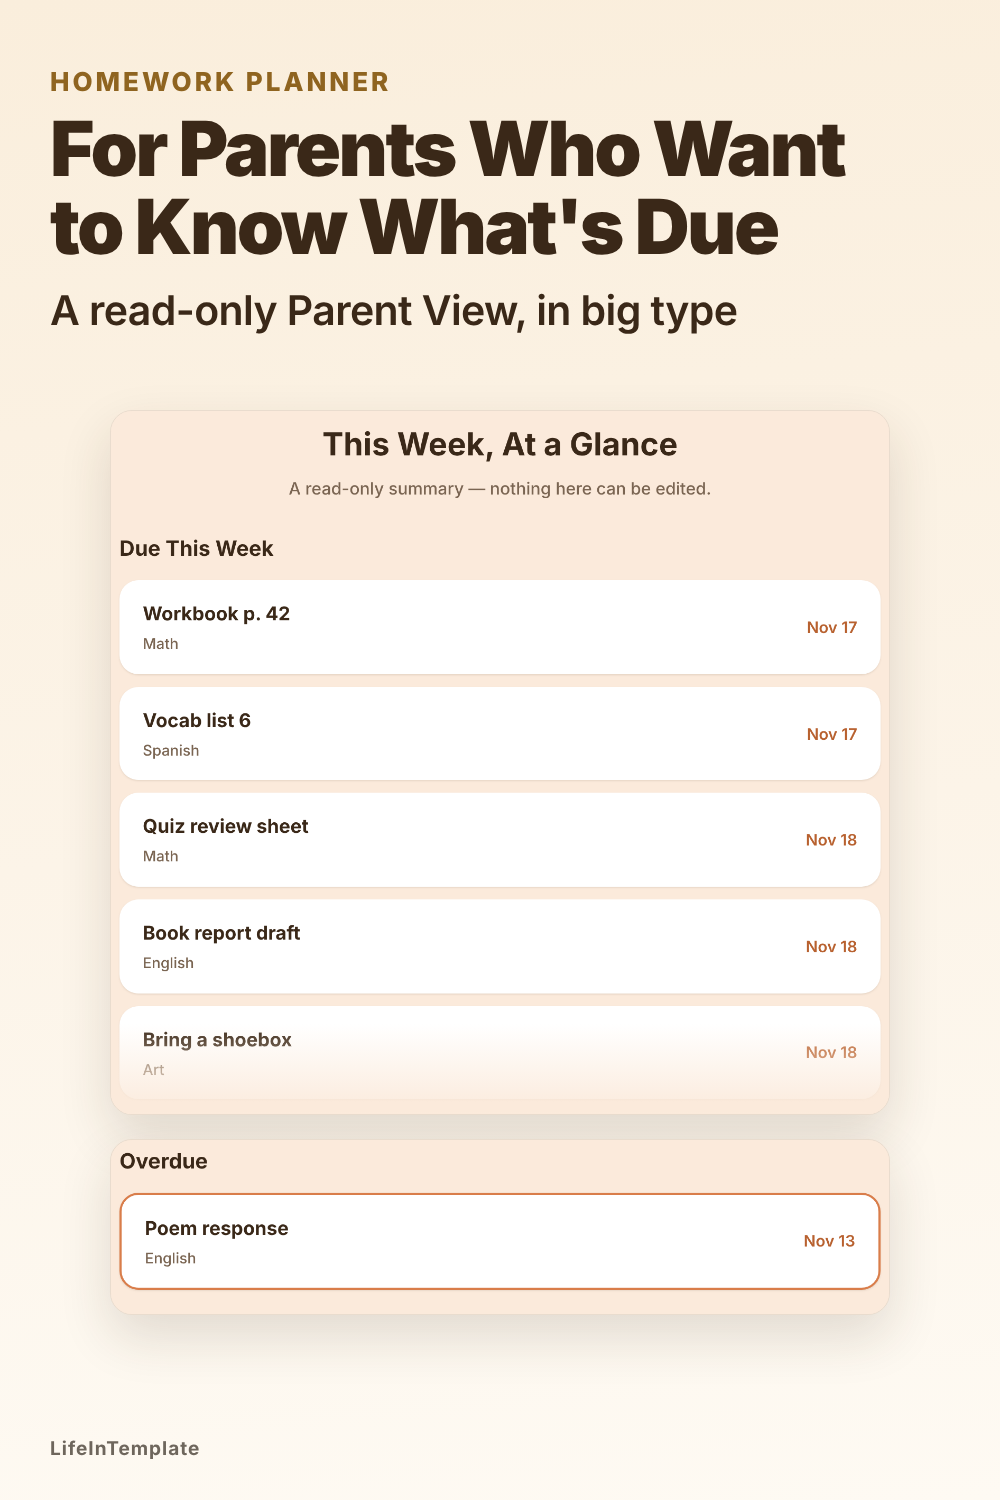 HOMEWORK PLANNER
For Parents Who Want
to Know What's Due
A read-only Parent View, in big type
This Week, At a Glance
A read-only summary — nothing here can be edited.
Due This Week
Workbook p. 42
Math
Nov 17
Vocab list 6
Spanish
Nov 17
Quiz review sheet
Math
Nov 18
Book report draft
English
Nov 18
Bring a shoebox
Art
Nov 18
Overdue
Poem response
English
Nov 13
LifeInTemplate